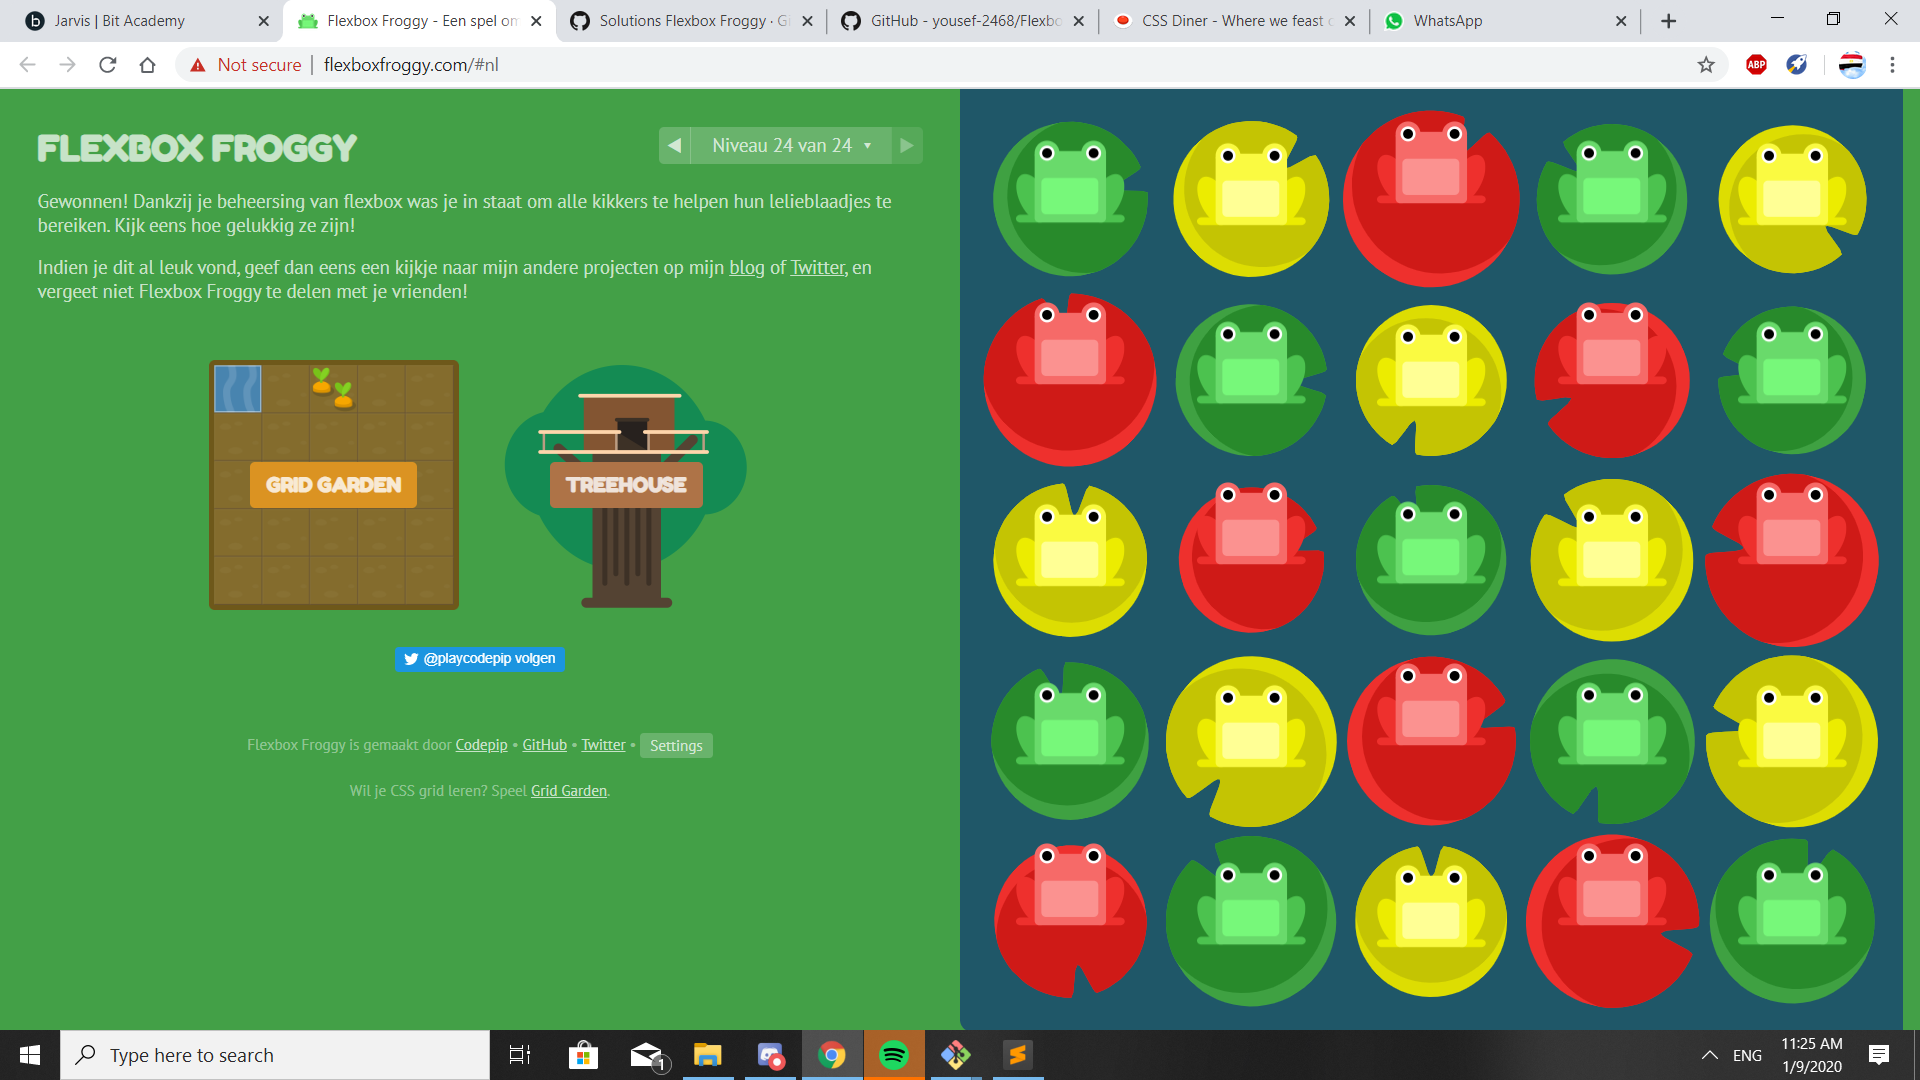 Jarvis | Bit Academy
Flexbox Froggy - Een spel om
Solutions Flexbox Froggy · Gi
GitHub - yousef-2468/Flexbo
CSS Diner - Where we feast o
WhatsApp
Not secure | flexboxfroggy.com/#nl
ABP
FLEXBOX FROGGY
Niveau 24 van 24
Gewonnen! Dankzij je beheersing van flexbox was je in staat om alle kikkers te helpen hun lelieblaadjes te
bereiken. Kijk eens hoe gelukkig ze zijn!
Indien je dit al leuk vond, geef dan eens een kijkje naar mijn andere projecten op mijn blog of Twitter, en
vergeet niet Flexbox Froggy te delen met je vrienden!
GRID GARDEN
TREEHOUSE
@playcodepip volgen
Flexbox Froggy is gemaakt door Codepip • GitHub • Twitter • Settings
Wil je CSS grid leren? Speel Grid Garden.
Type here to search
1
ENG
11:25 AM
1/9/2020